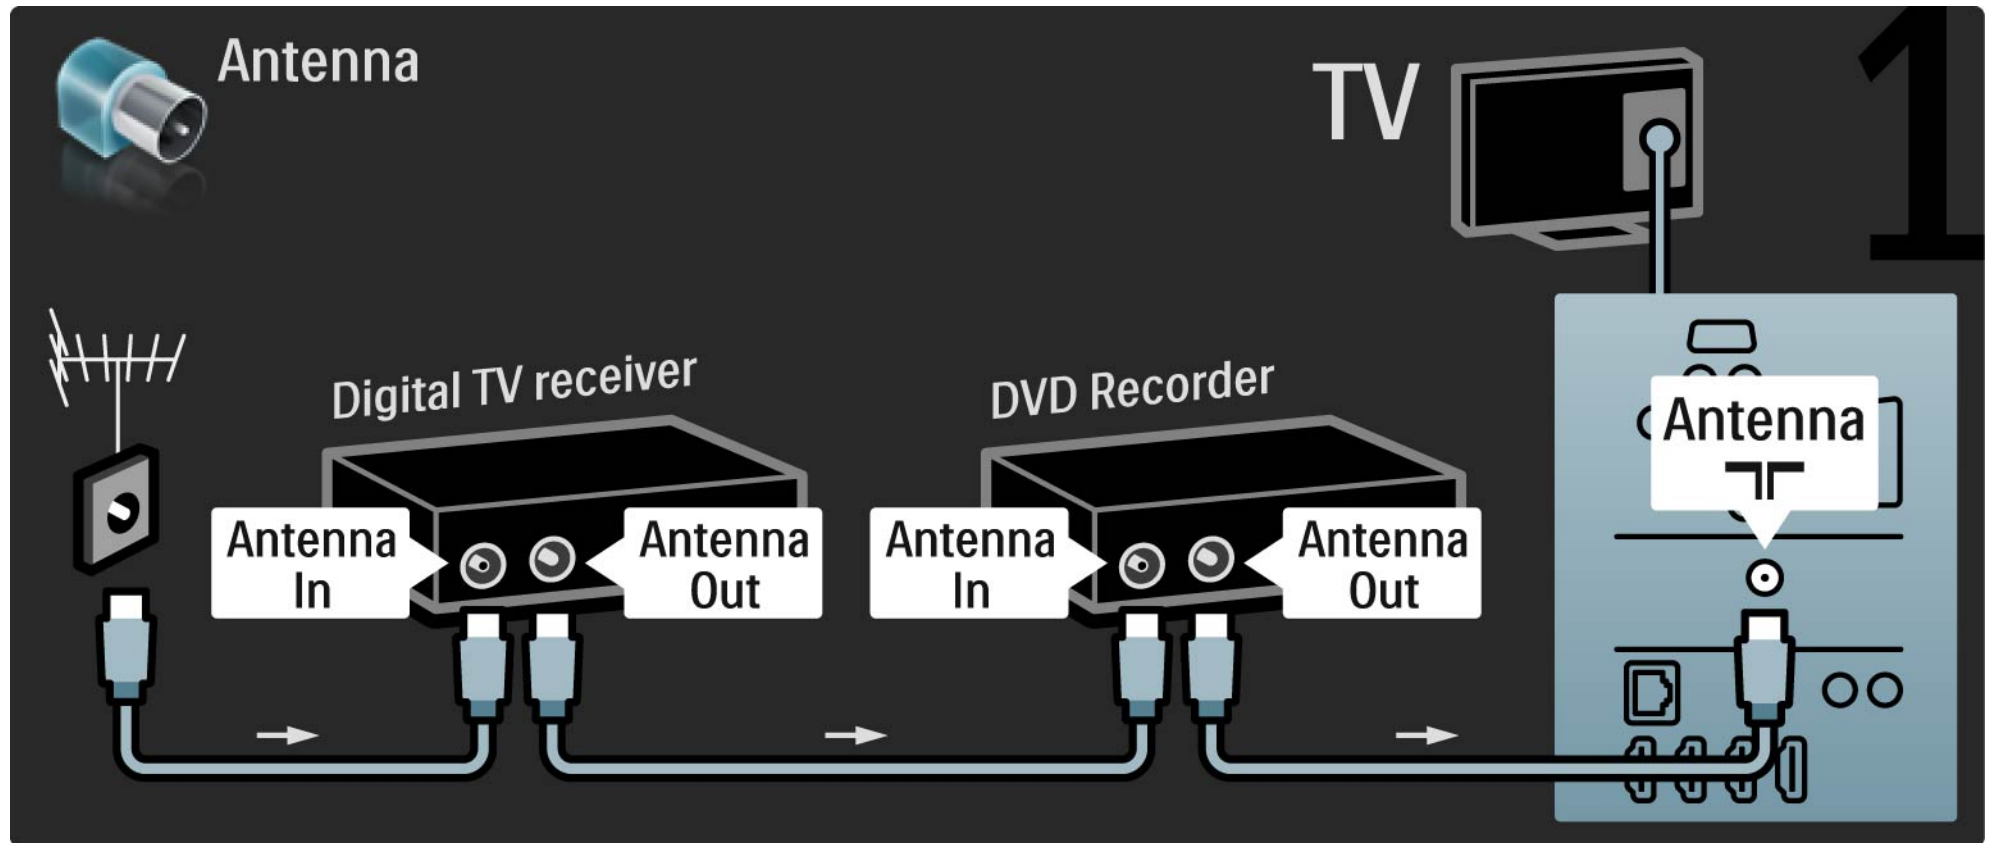 Antenna
TV
1
Digital TV receiver
DVD Recorder
Antenna
Antenna
In
Antenna
Out
Antenna
In
Antenna
Out